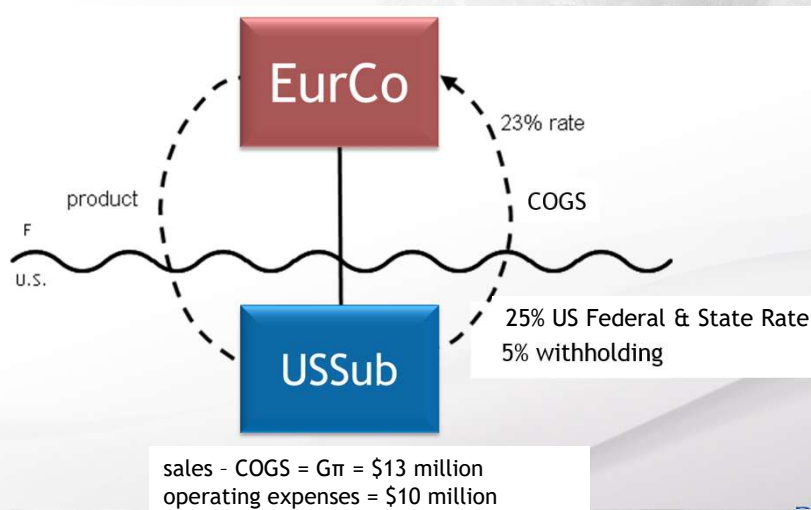 EurCo
23% rate
product
COGS
F
U.S.
25% US Federal & State Rate
5% withholding
USSub
sales - COGS = Gπ = $13 million
operating expenses = $10 million